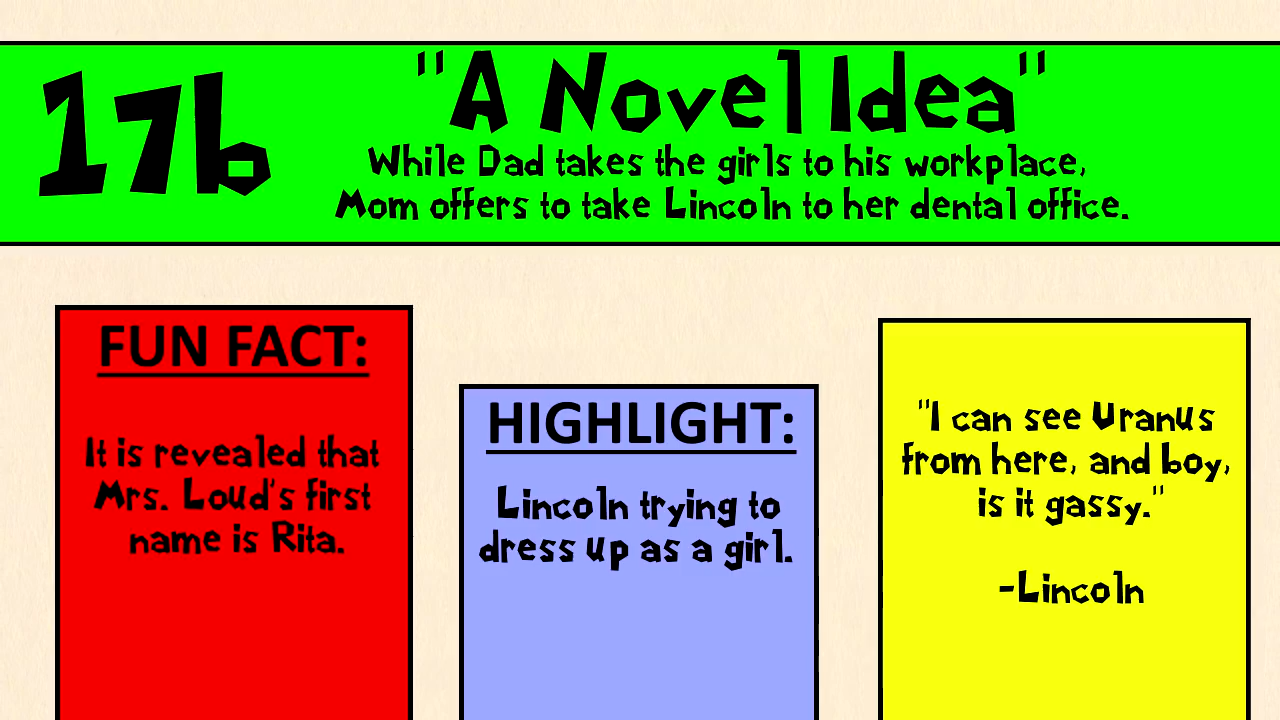 17b
"A Novel Idea"
While Dad takes the girls to his workplace,
Mom offers to take Lincoln to her dental office.
FUN FACT:
It is revealed that
Mrs. Loud's first
name is Rita.
HIGHLIGHT:
Lincoln trying to
dress up as a girl.
"I can see Uranus
from here, and boy,
is it gassy."
-Lincoln